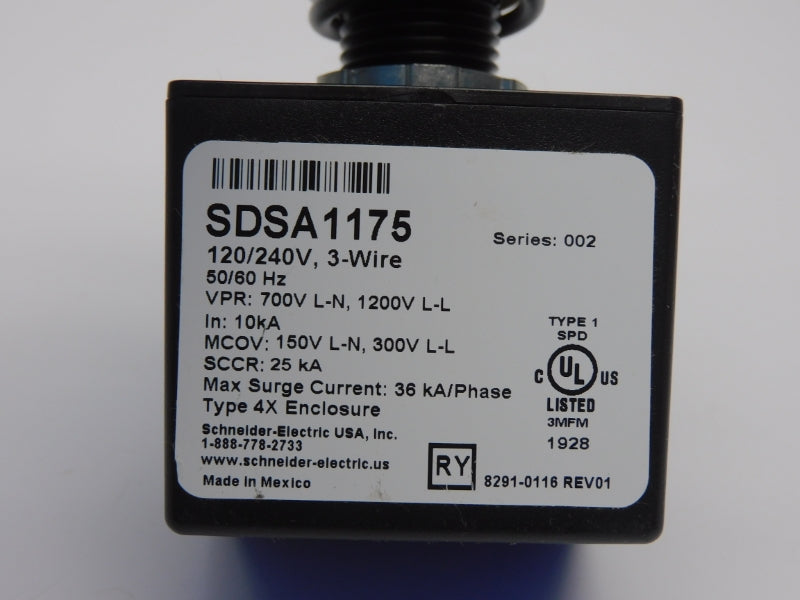 SDSA1175
Series: 002
120/240V, 3-Wire
50/60 Hz
VPR: 700V L-N, 1200V L-L
In: 10kA
MCOV: 150V L-N, 300V L-L
SCCR: 25 kA
Max Surge Current: 36 kA/Phase
Type 4X Enclosure
Schneider-Electric USA, Inc.
1-888-778-2733
www.schneider-electric.us
Made in Mexico
RY
TYPE 1
SPD
C UL US
LISTED
3MFM
1928
8291-0116 REV01